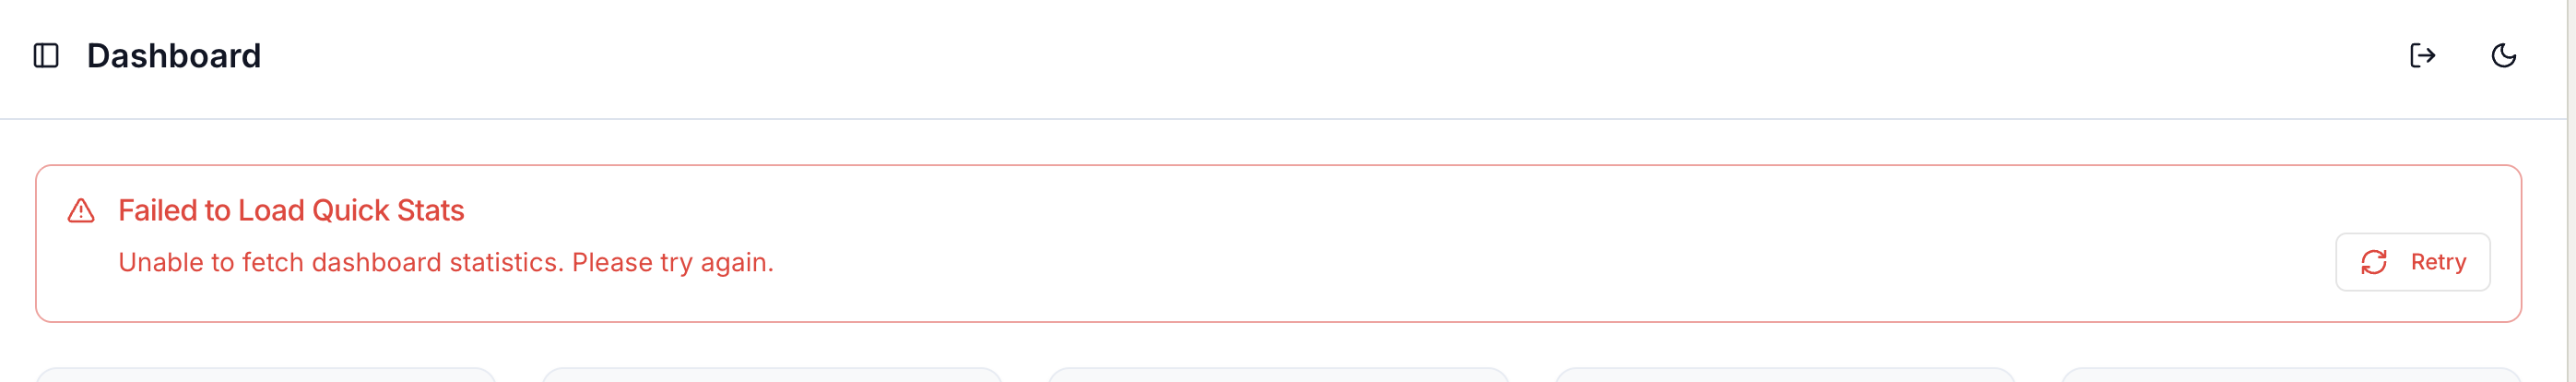 Dashboard
Failed to Load Quick Stats
Unable to fetch dashboard statistics. Please try again.
Retry